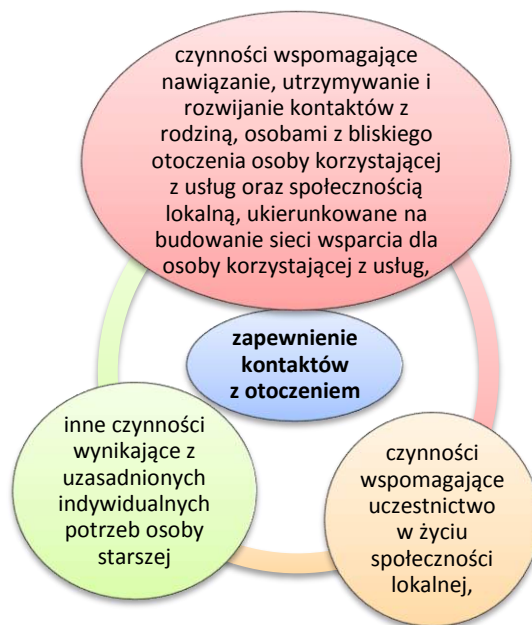 czynności wspomagające
nawiązanie, utrzymywanie i
rozwijanie kontaktów z
rodziną, osobami z bliskiego
otoczenia osoby korzystającej
z usług oraz społecznością
lokalną, ukierunkowane na
budowanie sieci wsparcia dla
osoby korzystającej z usług,
zapewnienie
kontaktów
z otoczeniem
inne czynności
wynikające z
uzasadnionych
indywidualnych
potrzeb osoby
starszej
czynności
wspomagające
uczestnictwo
w życiu
społeczności
lokalnej,